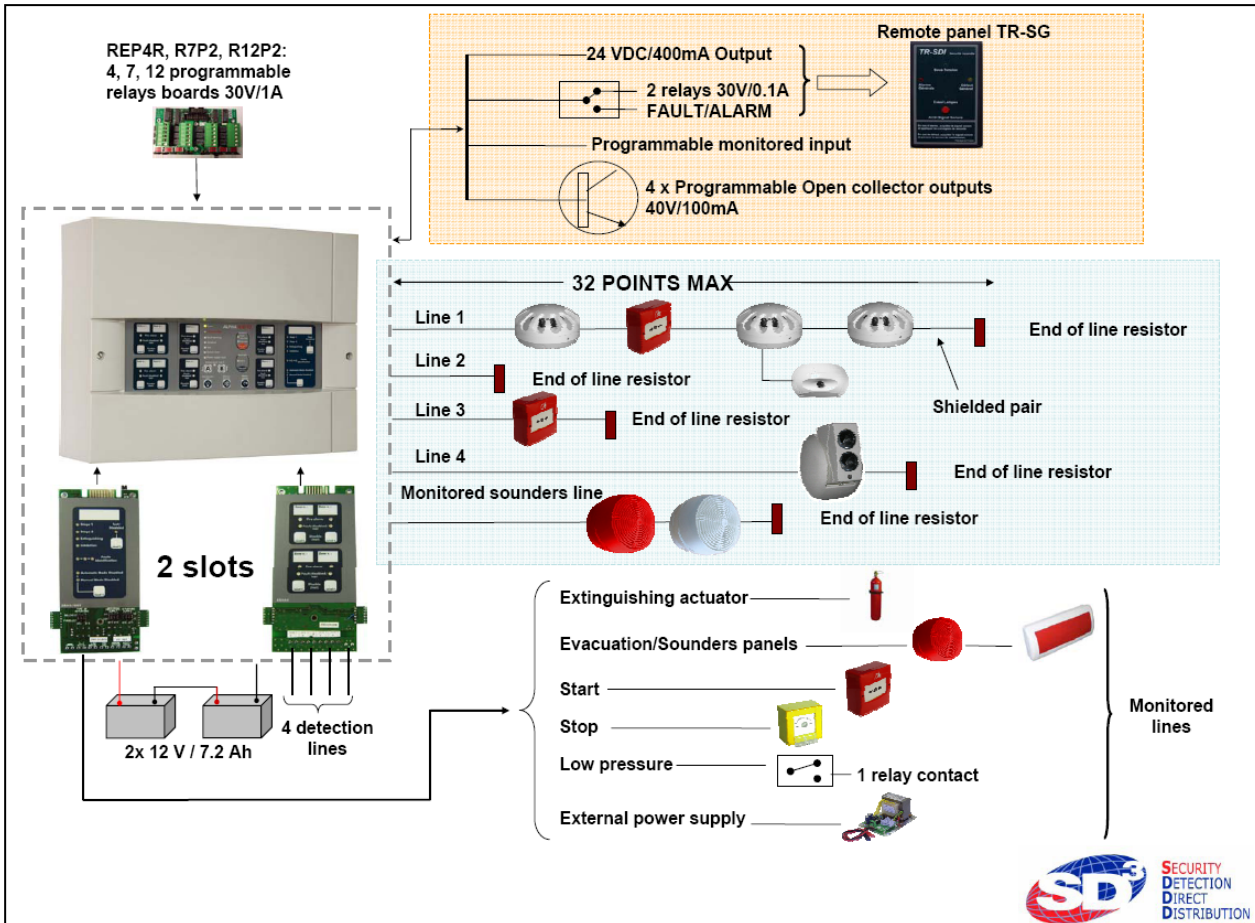 REP4R, R7P2, R12P2:
4, 7, 12 programmable
relays boards 30V/1A
24 VDC/400mA Output
2 relays 30V/0.1A
FAULT/ALARM
Programmable monitored input
4 x Programmable Open collector outputs
40V/100mA
Remote panel TR-SG
TR-SDI
32 POINTS MAX
Line 1
End of line resistor
Line 2
End of line resistor
Shielded pair
Line 3
End of line resistor
Line 4
End of line resistor
Monitored sounders line
End of line resistor
2 slots
2x 12 V / 7.2 Ah
4 detection
lines
Extinguishing actuator
Evacuation/Sounders panels
Start
Stop
Low pressure
1 relay contact
External power supply
Monitored
lines
SD3
SECURITY
DETECTION
DIRECT
DISTRIBUTION